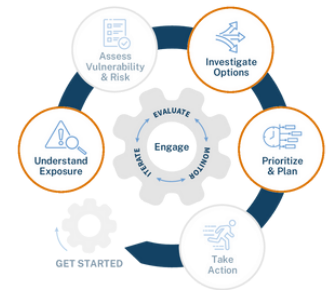 Assess
Vulnerability
& Risk
Investigate
Options
Understand
Exposure
EVALUATE
Engage
ITERATE
MONITOR
Prioritize
& Plan
GET STARTED
Take
Action